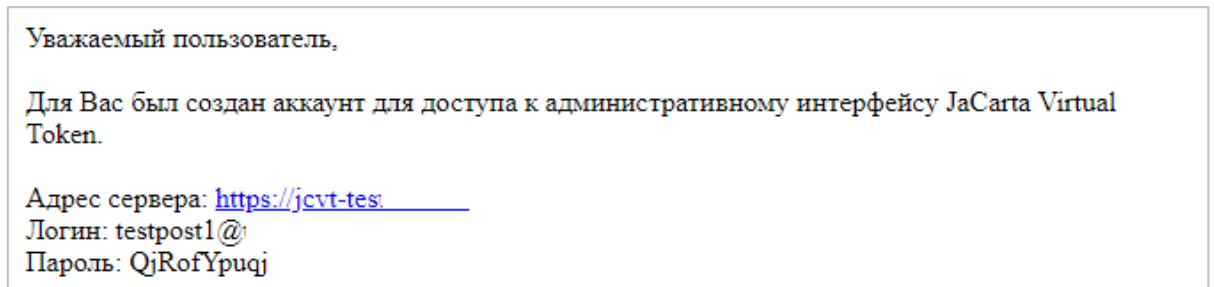 Уважаемый пользователь,
Для Вас был создан аккаунт для доступа к административному интерфейсу JaCarta Virtual
Token.
Адрес сервера: https://jcvt-test
Логин: testpost1@
Пароль: QjRofYpuqj